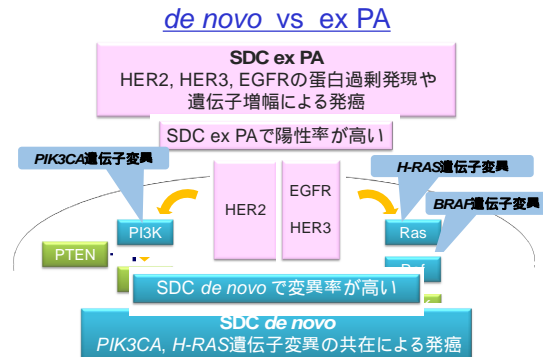 de novo vs ex PA
SDC ex PA
HER2, HER3, EGFRの蛋白過剰発現や
遺伝子増幅による発癌
SDC ex PAで陽性率が高い
PIK3CA遺伝子変異
H-RAS遺伝子変異
BRAF遺伝子変異
HER2
EGFR
HER3
PI3K
Ras
PTEN
SDC de novoで変異率が高い
SDC de novo
PIK3CA, H-RAS遺伝子変異の共在による発癌